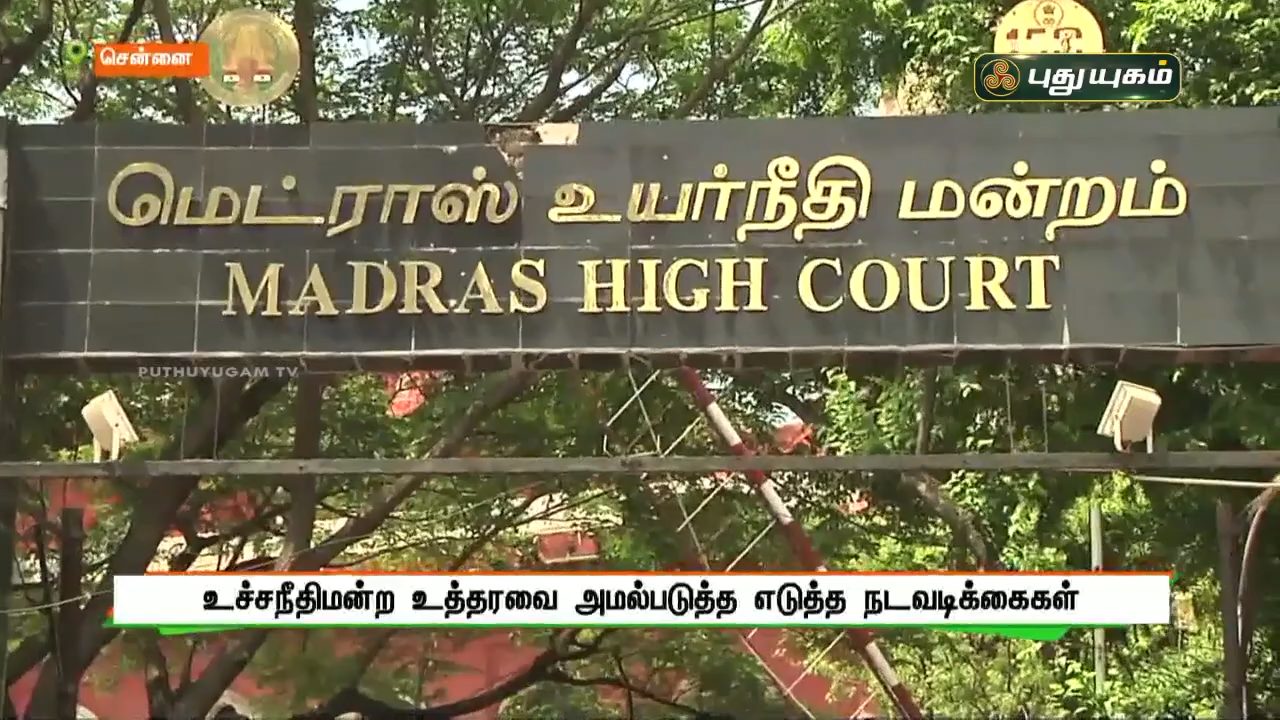 சென்னை
புதுயுகம்
மெட்ராஸ் உயர்நீதி மன்றம்
MADRAS HIGH COURT
PUTHUYUGAM TV
உச்சநீதிமன்ற உத்தரவை அமல்படுத்த எடுத்த நடவடிக்கைகள்